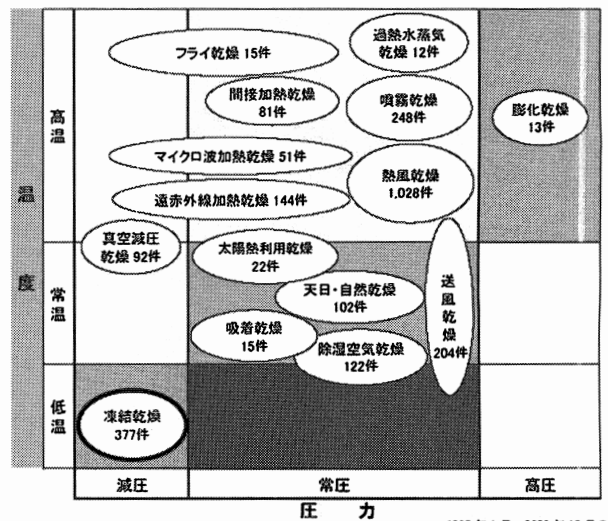 フライ乾燥 15件
過熱水蒸気
乾燥 12件
間接加熱乾燥
81件
噴霧乾燥
248件
膨化乾燥
13件
マイクロ波加熱乾燥 51件
熱風乾燥
1,028件
遠赤外線加熱乾燥 144件
真空減圧
乾燥 92件
太陽熱利用乾燥
22件
天日・自然乾燥
102件
送風乾燥
204件
吸着乾燥
15件
除湿空気乾燥
122件
凍結乾燥
377件
温度
高温
常温
低温
減圧
常圧
高圧
圧力